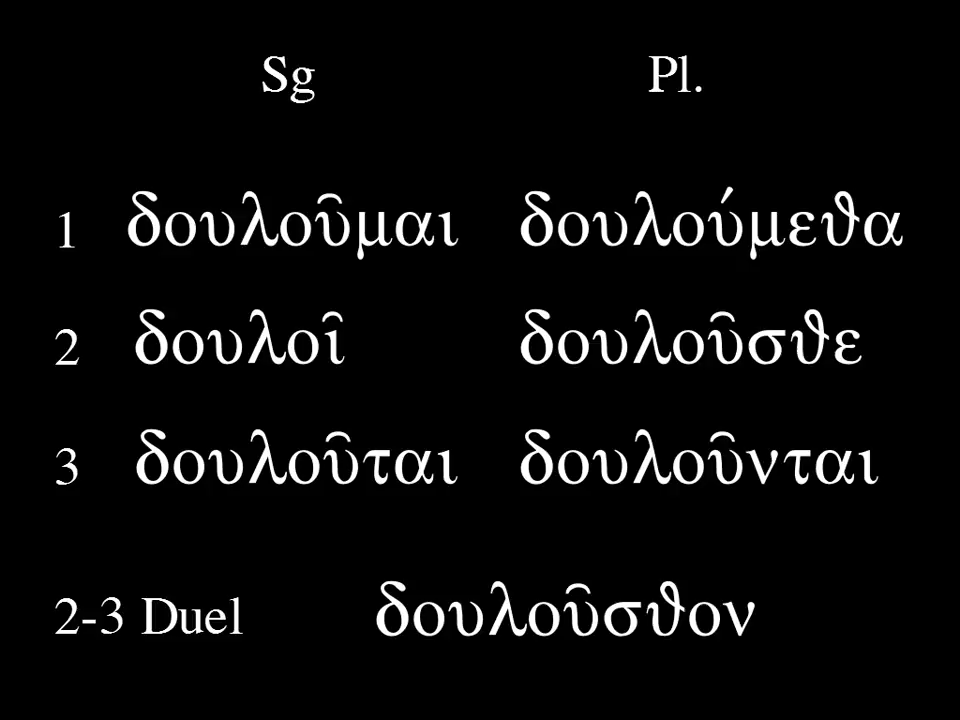 Sg Pl.
1 δουλοῦμαι δουλούμεϑα
2 δουλοῖ δουλοῦσϑε
3 δουλοῦται δουλοῦνται
2-3 Duel δουλοῦσϑον